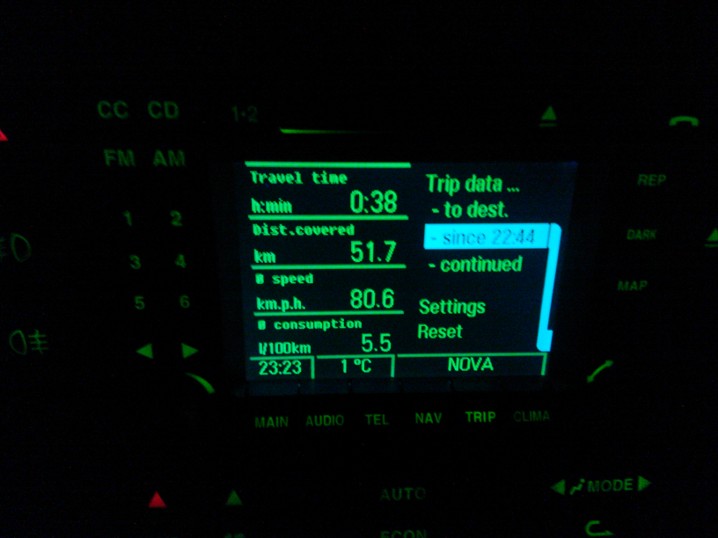 CC CD 1·2
FM AM
1 2
3 4
5 6
Travel time
h:min 0:38
Dist.covered
km 51.7
Ø speed
km.p.h. 80.6
Ø consumption
l/100km 5.5
23:23 1 °C NOVA
Trip data ...
- to dest.
- since 22:44
- continued
Settings
Reset
REP
DARK
MAP
MAIN AUDIO TEL NAV TRIP CLIMA
AUTO
MODE
ECON